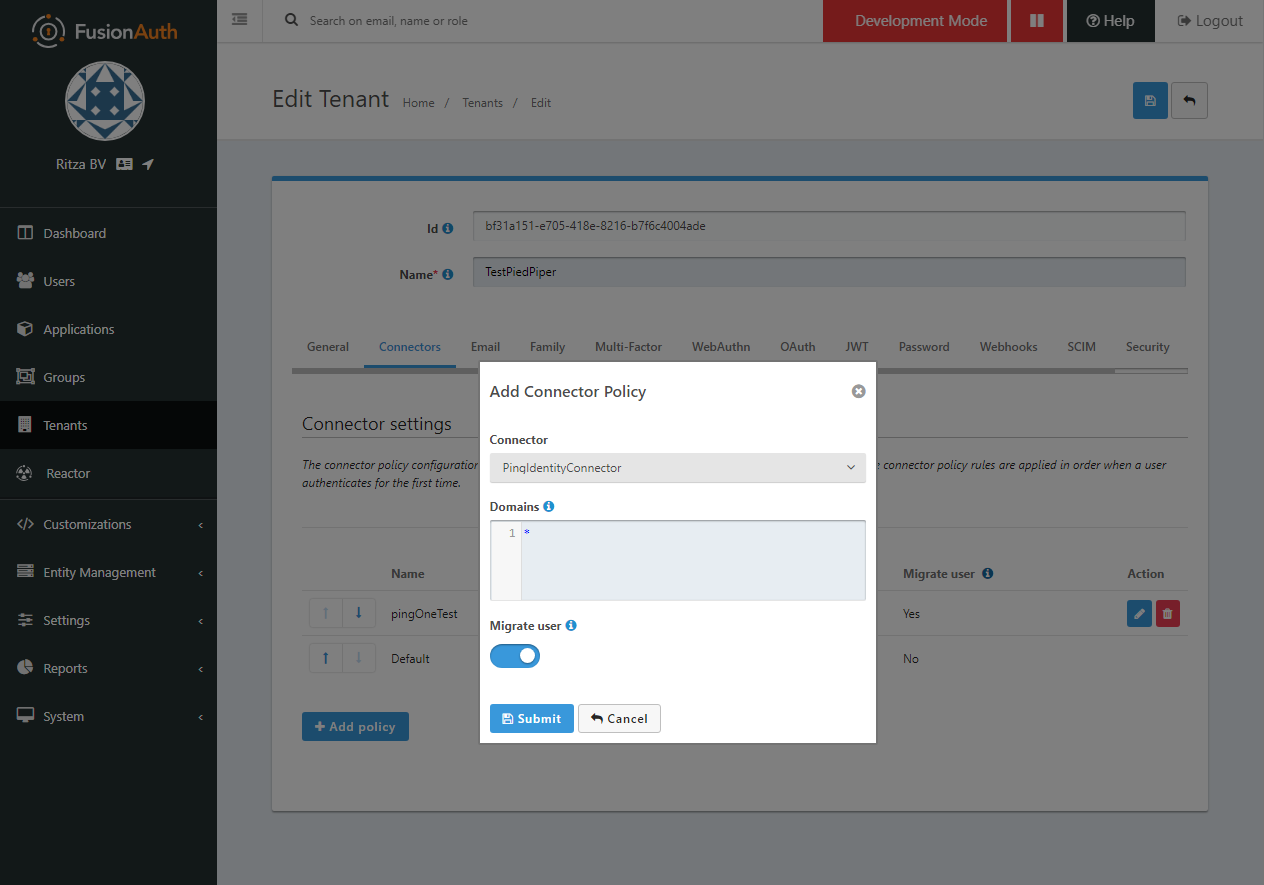 FusionAuth
Search on email, name or role
Development Mode
Help
Logout
Ritza BV
Dashboard
Users
Applications
Groups
Tenants
Reactor
Customizations
Entity Management
Settings
Reports
System
Edit Tenant
Home / Tenants / Edit
Id
bf31a151-e705-418e-8216-b7f6c4004ade
Name*
TestPiedPiper
General
Connectors
Email
Family
Multi-Factor
WebAuthn
OAuth
JWT
Password
Webhooks
SCIM
Security
Connector settings
The connector policy configuration
connector policy rules are applied in order when a user
authenticates for the first time.
Name
Migrate user
Action
pingOneTest
Yes
Default
No
+ Add policy
Add Connector Policy
Connector
PingIdentityConnector
Domains
1 *
Migrate user
Submit
Cancel